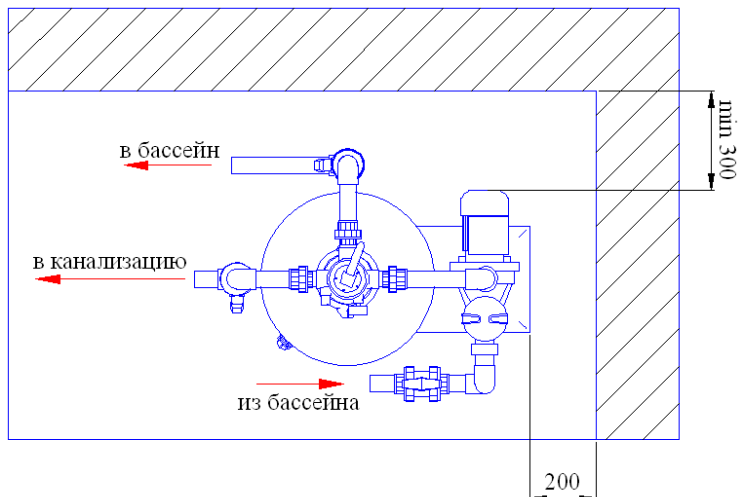 min 300
в бассейн
в канализацию
из бассейна
200